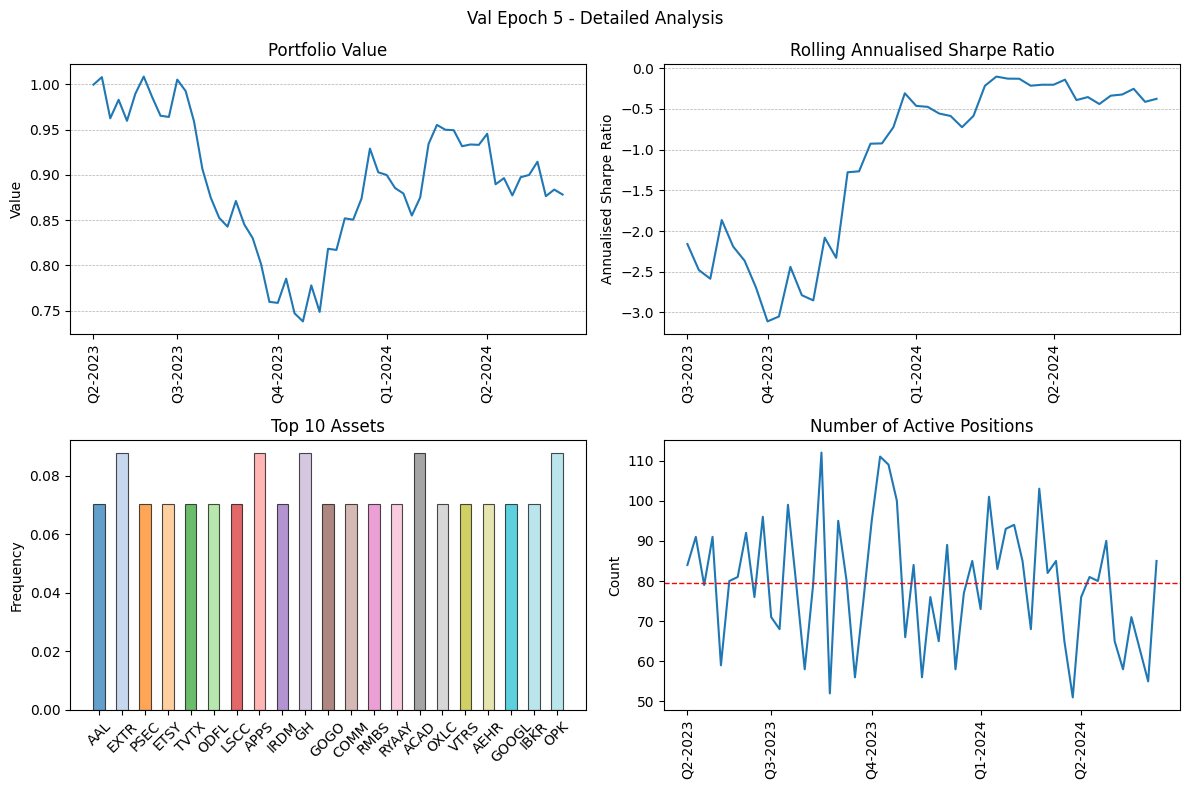 Val Epoch 5 - Detailed Analysis
Portfolio Value
Value
1.00
0.95
0.90
0.85
0.80
0.75
Q2-2023
Q3-2023
Q4-2023
Q1-2024
Q2-2024
Rolling Annualised Sharpe Ratio
Annualised Sharpe Ratio
0.0
−0.5
−1.0
−1.5
−2.0
−2.5
−3.0
Q3-2023
Q4-2023
Q1-2024
Q2-2024
Top 10 Assets
Frequency
0.08
0.06
0.04
0.02
0.00
AAL
EXTR
PSEC
ETSY
TVTX
ODFL
LSCC
APPS
IRDM
GH
GOGO
COMM
RMBS
RYAAY
ACAD
OXLC
VTRS
AEHR
GOOGL
IBKR
OPK
Number of Active Positions
Count
110
100
90
80
70
60
50
Q2-2023
Q3-2023
Q4-2023
Q1-2024
Q2-2024